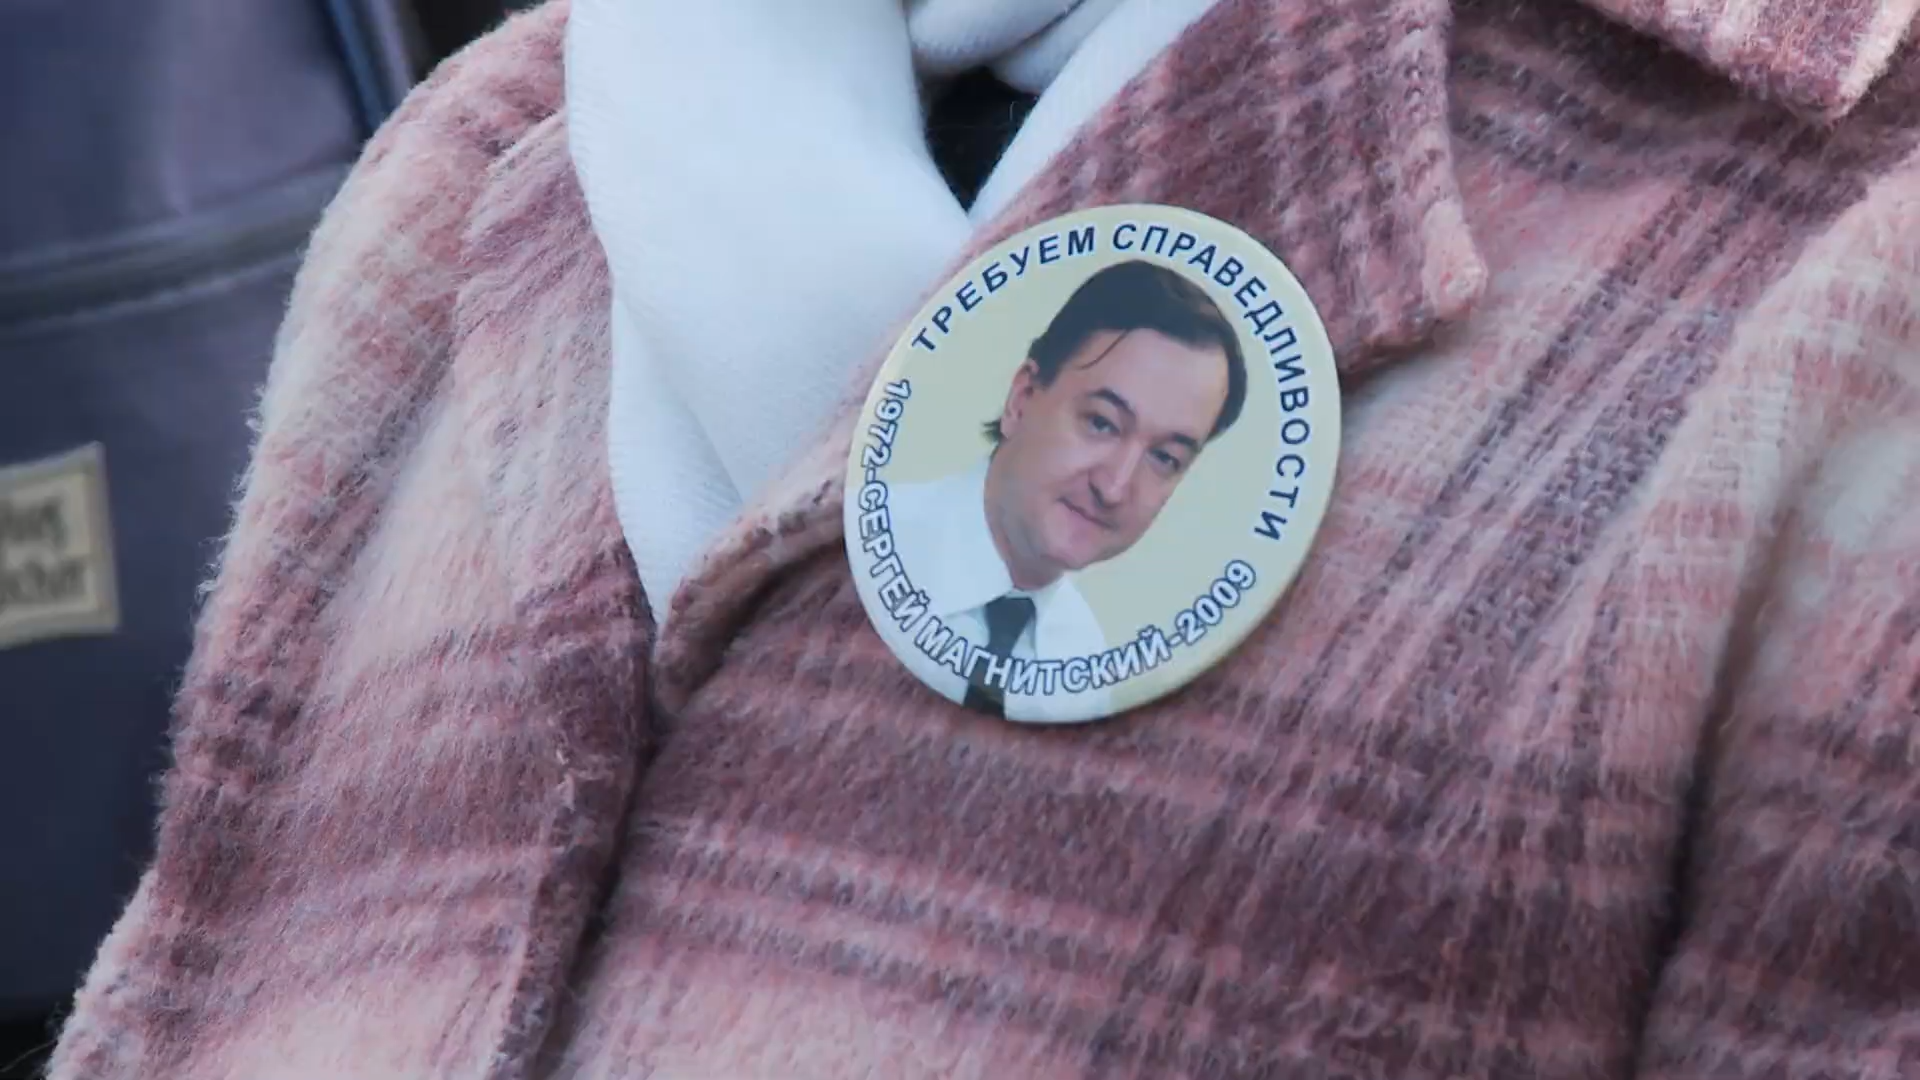 ТРЕБУЕМ СПРАВЕДЛИВОСТИ
1972-СЕРГЕЙ МАГНИТСКИЙ-2009